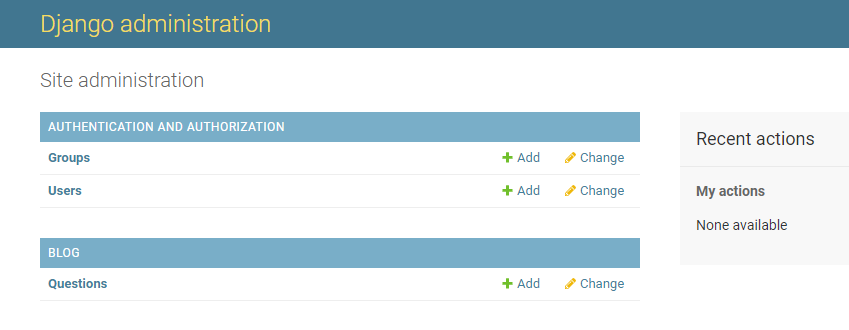 Django administration
Site administration
AUTHENTICATION AND AUTHORIZATION
Groups Add Change
Users Add Change
BLOG
Questions Add Change
Recent actions
My actions
None available